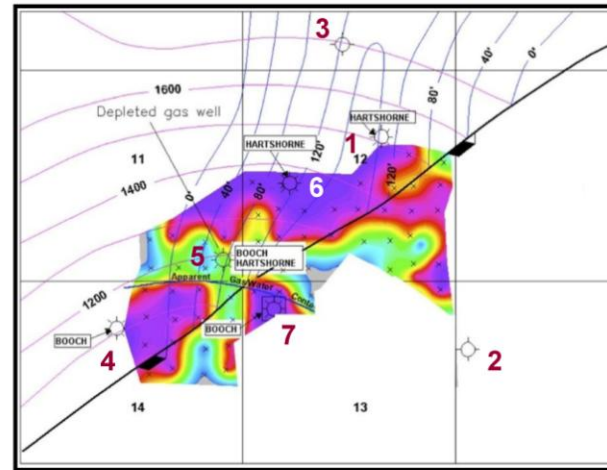 3
0'
40'
80'
1600
Depleted gas well
HARTSHORNE
1
11
HARTSHORNE
120'
12
120'
1400
0'
40'
80'
6
5
BOOCH
HARTSHORNE
Apparent Gas Water Conta
1200
BOOCH
BOOCH
7
4
2
14
13